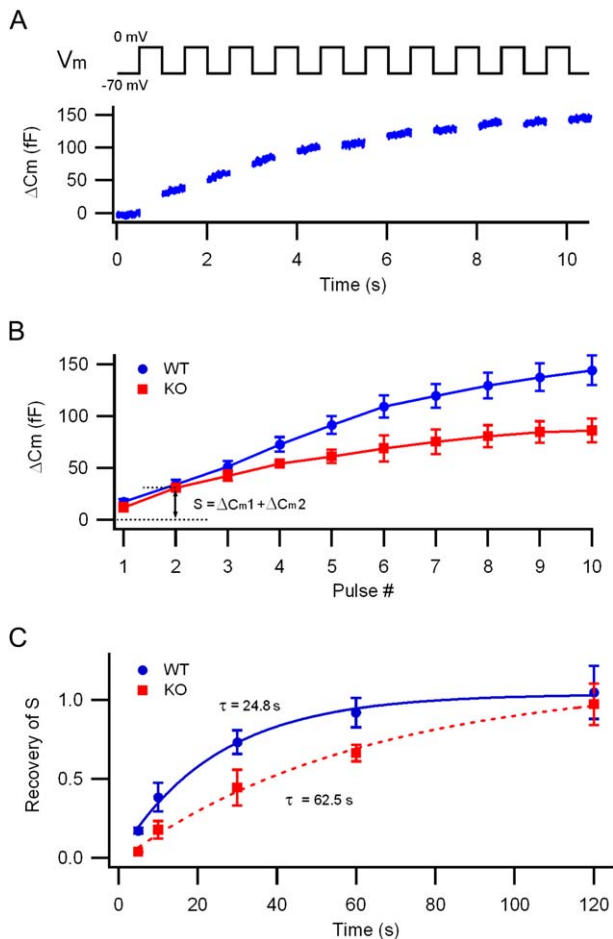 A
0 mV
Vm
-70 mV
150
100
50
0
ΔCm (fF)
0 2 4 6 8 10
Time (s)
B
150
100
50
0
ΔCm (fF)
WT
KO
S = ΔCm1 + ΔCm2
1 2 3 4 5 6 7 8 9 10
Pulse #
C
1.0
0.5
0.0
Recovery of S
WT
KO
τ = 24.8 s
τ = 62.5 s
0 20 40 60 80 100 120
Time (s)